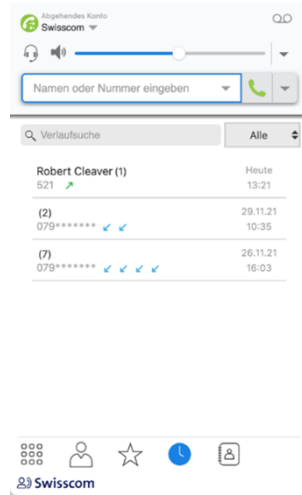 Abgehendes Konto
Swisscom
Namen oder Nummer eingeben
Verlaufsuche
Alle
Robert Cleaver (1)
Heute
521
13:21
(2)
29.11.21
079*******
10:35
(7)
26.11.21
079*******
16:03
Swisscom